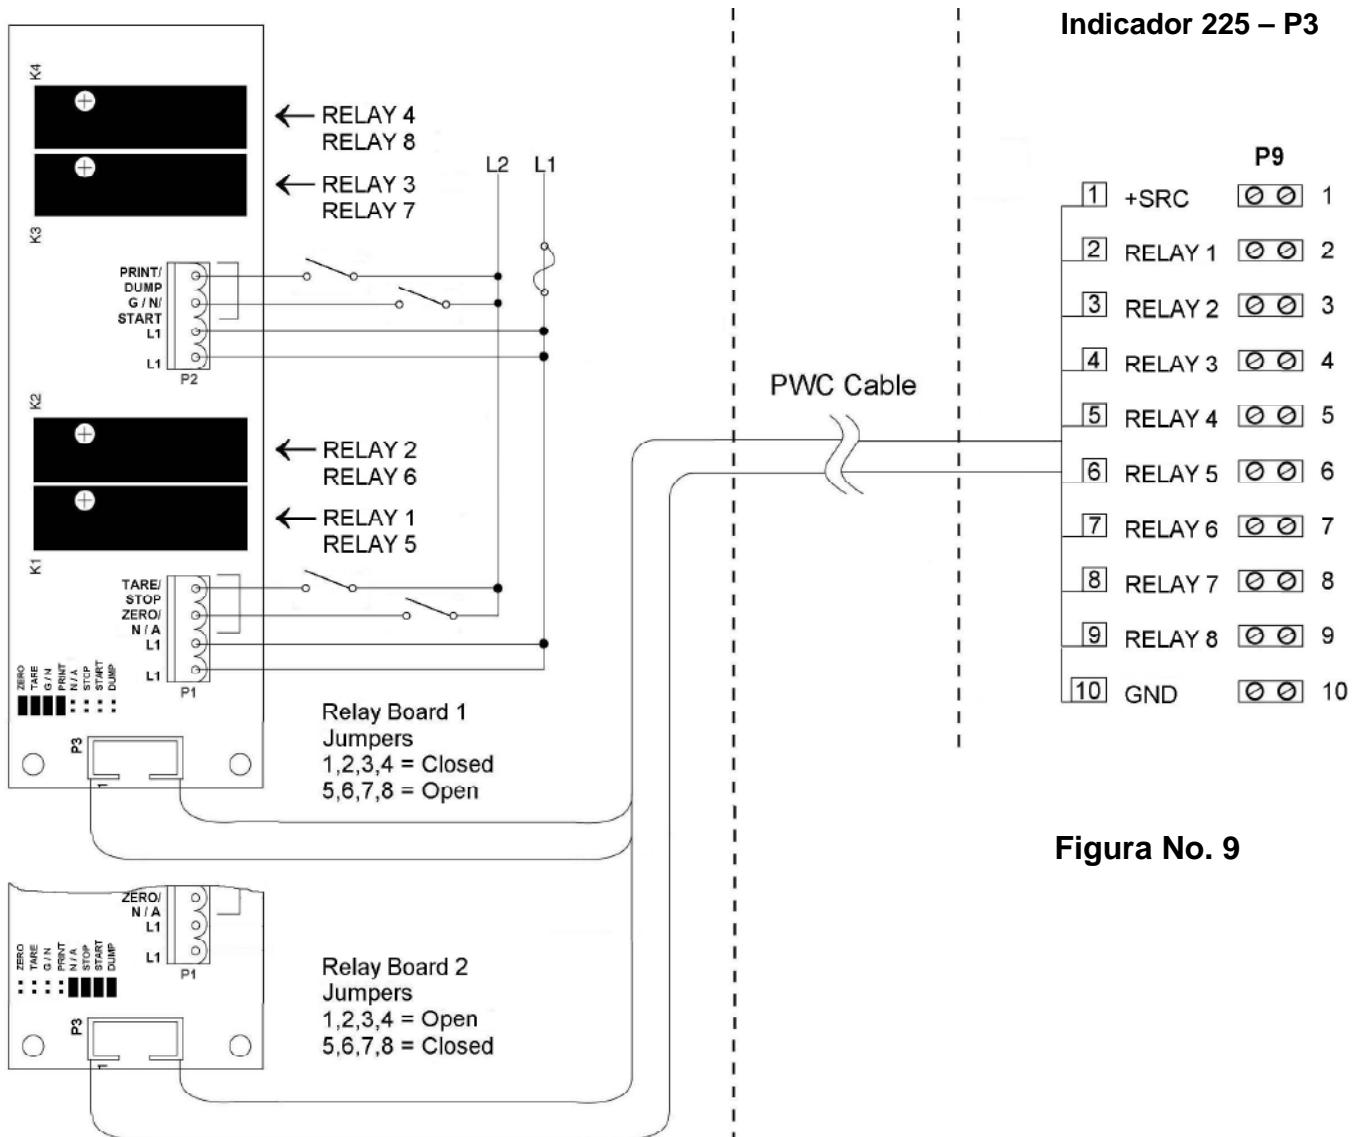 Indicador 225 – P3
K4
RELAY 4
RELAY 8
RELAY 3
RELAY 7
K3
L2 L1
PRINT/
DUMP
G / N/
START
L1
L1
P2
K2
RELAY 2
RELAY 6
RELAY 1
RELAY 5
K1
TARE/
STOP
ZERO/
N / A
L1
L1
P1
ZERO
TARE
G / N
PRINT
N / A
STOP
START
DUMP
P3
1
Relay Board 1
Jumpers
1,2,3,4 = Closed
5,6,7,8 = Open
ZERO/
N / A
L1
L1
P1
ZERO
TARE
G / N
PRINT
N / A
STOP
START
DUMP
P3
1
Relay Board 2
Jumpers
1,2,3,4 = Open
5,6,7,8 = Closed
PWC Cable
P9
1 +SRC 1
2 RELAY 1 2
3 RELAY 2 3
4 RELAY 3 4
5 RELAY 4 5
6 RELAY 5 6
7 RELAY 6 7
8 RELAY 7 8
9 RELAY 8 9
10 GND 10
Figura No. 9